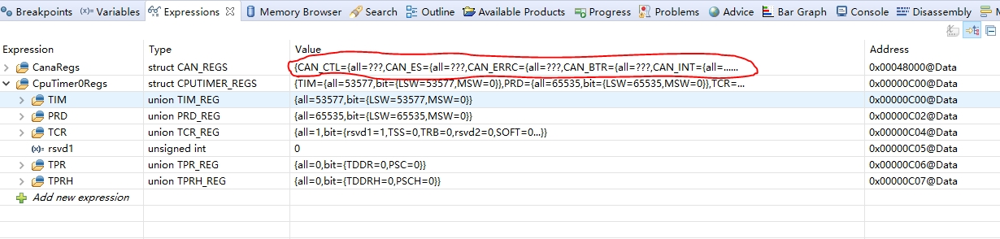 Breakpoints (x)= Variables Expressions Memory Browser Search Outline Available Products Progress Problems Advice Bar Graph Console Disassembly
Expression Type Value Address
CanaRegs struct CAN_REGS {CAN_CTL={all=???,CAN_ES={all=???,CAN_ERRC={all=???,CAN_BTR={all=???,CAN_INT={all=...... 0x00048000@Data
CpuTimer0Regs struct CPUTIMER_REGS {TIM={all=53577,bit={LSW=53577,MSW=0}},PRD={all=65535,bit={LSW=65535,MSW=0}},TCR=... 0x00000C00@Data
TIM union TIM_REG {all=53577,bit={LSW=53577,MSW=0}} 0x00000C00@Data
PRD union PRD_REG {all=65535,bit={LSW=65535,MSW=0}} 0x00000C02@Data
TCR union TCR_REG {all=1,bit={rsvd1=1,TSS=0,TRB=0,rsvd2=0,SOFT=0...}} 0x00000C04@Data
(x)= rsvd1 unsigned int 0 0x00000C05@Data
TPR union TPR_REG {all=0,bit={TDDR=0,PSC=0}} 0x00000C06@Data
TPRH union TPRH_REG {all=0,bit={TDDRH=0,PSCH=0}} 0x00000C07@Data
Add new expression